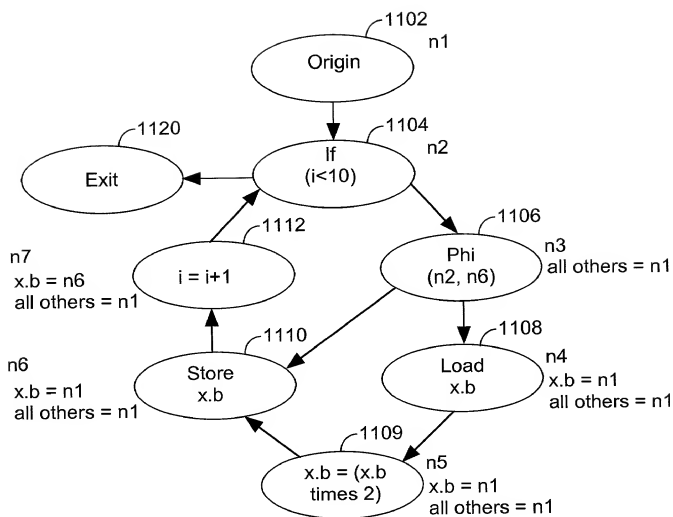 1102
n1
Origin
1104
n2
If
(i<10)
1120
Exit
1106
n3
all others = n1
Phi
(n2, n6)
1112
n7
x.b = n6
all others = n1
i = i+1
1108
n4
x.b = n1
all others = n1
Load
x.b
1110
n6
x.b = n1
all others = n1
Store
x.b
1109
n5
x.b = n1
all others = n1
x.b = (x.b
times 2)